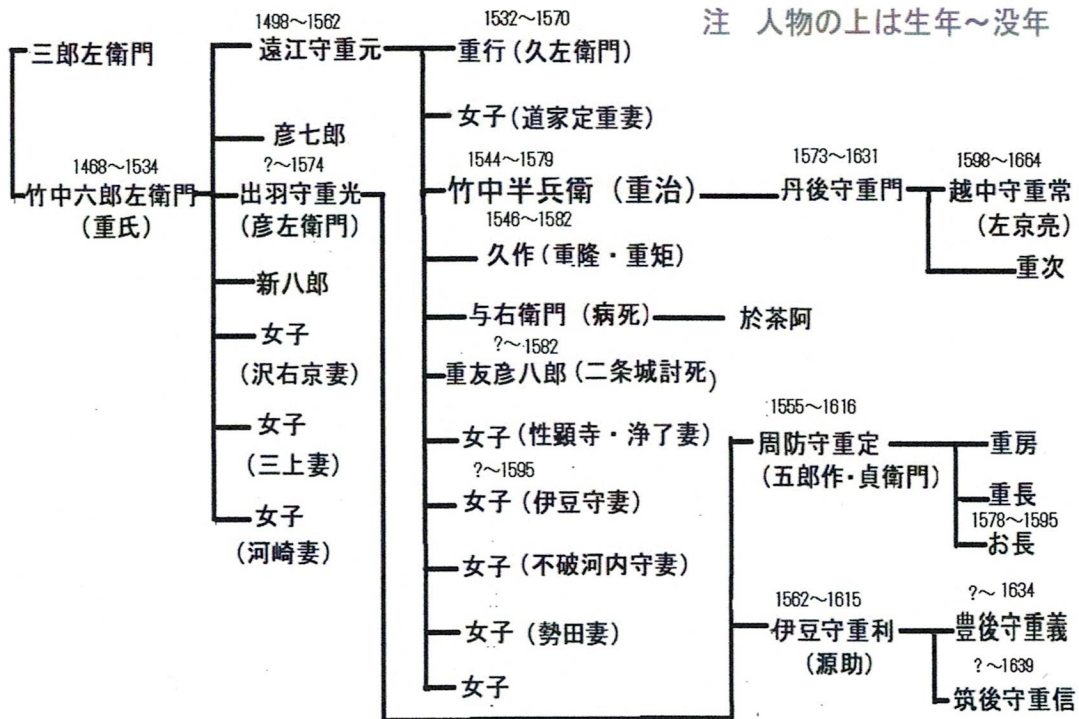 注 人物の上は生年～没年
三郎左衛門
1468～1534
竹中六郎左衛門
(重氏)
1498～1562
遠江守重元
彦七郎
?～1574
出羽守重光
(彦左衛門)
新八郎
女子
(沢右京妻)
女子
(三上妻)
女子
(河崎妻)
1532～1570
重行(久左衛門)
女子(道家定重妻)
1544～1579
竹中半兵衛(重治)
1546～1582
久作(重隆・重矩)
与右衛門(病死)
於茶阿
?～1582
重友彦八郎(二条城討死)
女子(性顕寺・浄了妻)
?～1595
女子(伊豆守妻)
女子(不破河内守妻)
女子(勢田妻)
女子
1573～1631
丹後守重門
1598～1664
越中守重常
(左京亮)
重次
1555～1616
周防守重定
(五郎作・貞衛門)
重房
重長
1578～1595
お長
1562～1615
伊豆守重利
(源助)
?～1634
豊後守重義
?～1639
筑後守重信